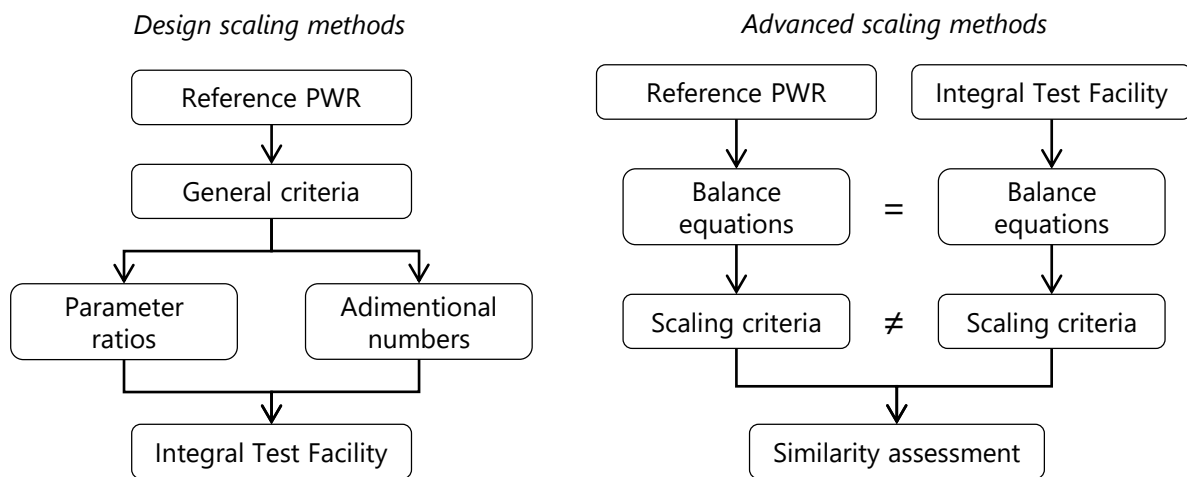 Design scaling methods
Reference PWR
General criteria
Parameter
ratios
Adimentional
numbers
Integral Test Facility
Advanced scaling methods
Reference PWR
Integral Test Facility
Balance
equations
=
Balance
equations
Scaling criteria
≠
Scaling criteria
Similarity assessment